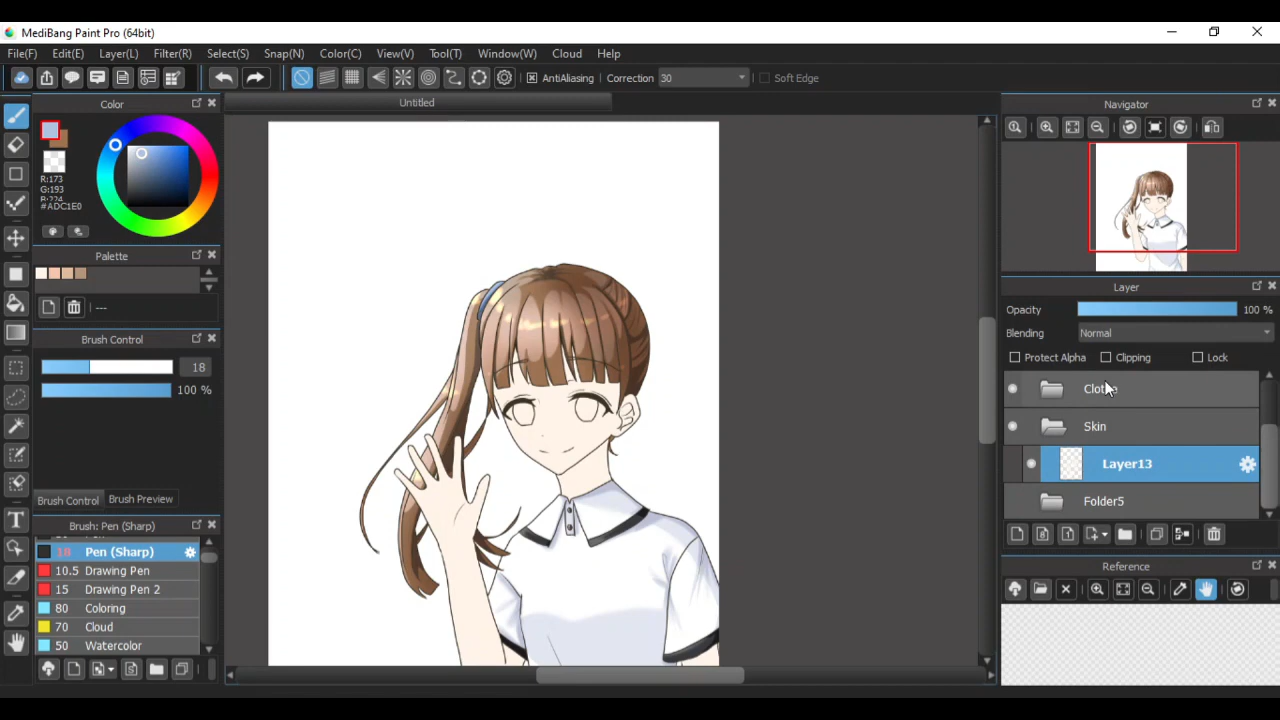 MediBang Paint Pro (64bit)
File(F) Edit(E) Layer(L) Filter(R) Select(S) Snap(N) Color(C) View(V) Tool(T) Window(W) Cloud Help
AntiAliasing Correction 30 Soft Edge
Color
Untitled
Navigator
R:173
G:193
B:224
#ADC1E0
Palette
---
Layer
Opacity 100 %
Blending Normal
Protect Alpha Clipping Lock
Brush Control
18
100 %
Skin
Layer13
Folder5
Brush Control Brush Preview
Brush: Pen (Sharp)
18 Pen (Sharp)
10.5 Drawing Pen
15 Drawing Pen 2
80 Coloring
70 Cloud
50 Watercolor
Reference